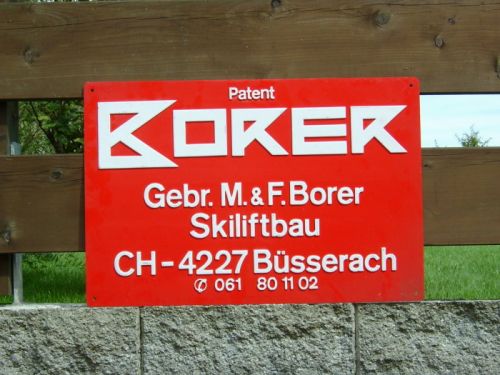 Patent
BORER
Gebr. M. & F. Borer
Skiliftbau
CH-4227 Büsserach
✆ 061 80 11 02